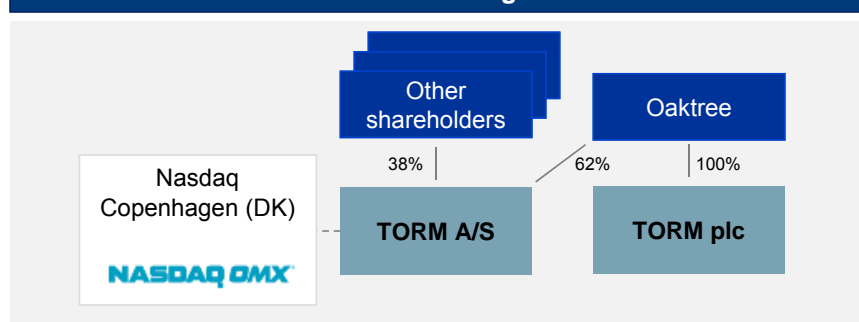 Other
shareholders
Oaktree
38%
62%
100%
Nasdaq
Copenhagen (DK)
TORM A/S
TORM plc
NASDAQ OMX